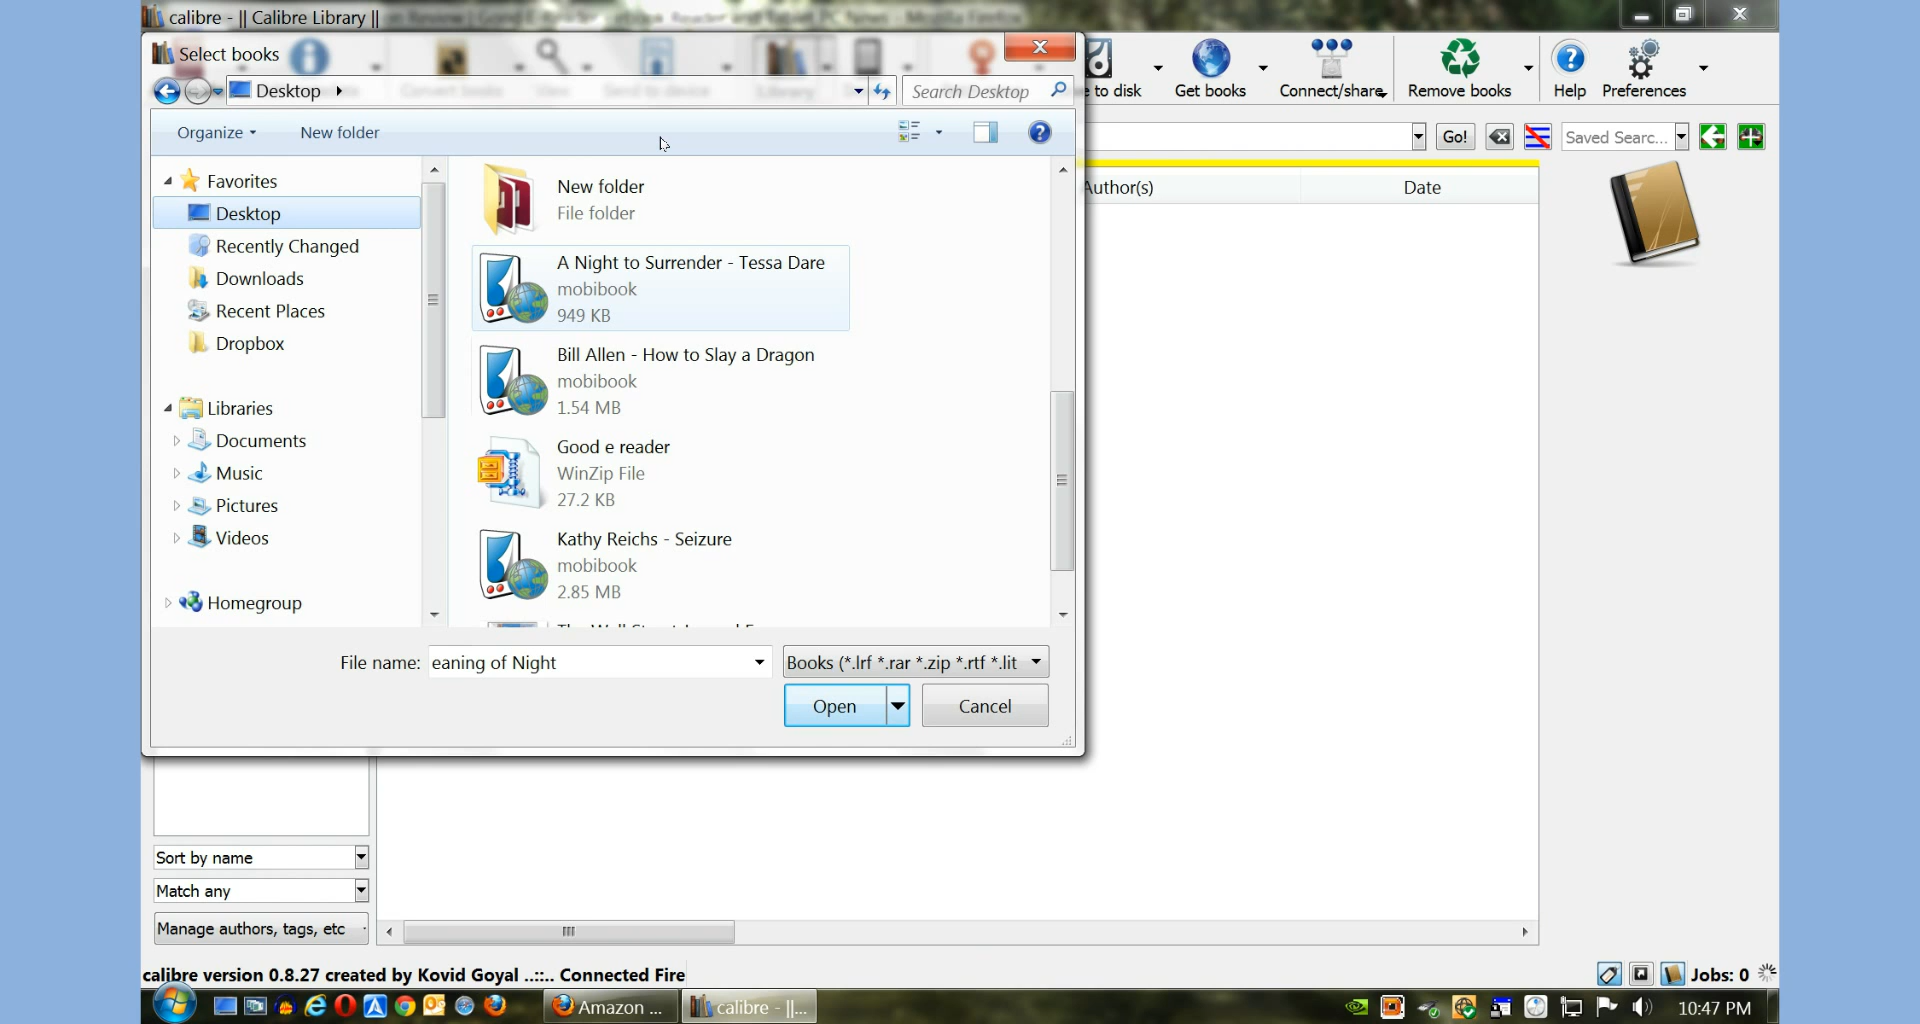 calibre - || Calibre Library ||
Select books
Desktop
Search Desktop
to disk
Get books
Connect/share
Remove books
Help
Preferences
Organize
New folder
Go!
Saved Searc...
Favorites
Desktop
Recently Changed
Downloads
Recent Places
Dropbox
Libraries
Documents
Music
Pictures
Videos
Homegroup
New folder
File folder
A Night to Surrender - Tessa Dare
mobibook
949 KB
Bill Allen - How to Slay a Dragon
mobibook
1.54 MB
Good e reader
WinZip File
27.2 KB
Kathy Reichs - Seizure
mobibook
2.85 MB
Author(s)
Date
File name: eaning of Night
Books (*.lrf *.rar *.zip *.rtf *.lit
Open
Cancel
Sort by name
Match any
Manage authors, tags, etc
calibre version 0.8.27 created by Kovid Goyal ..::.. Connected Fire
Jobs: 0
Amazon ...
calibre - ||...
10:47 PM